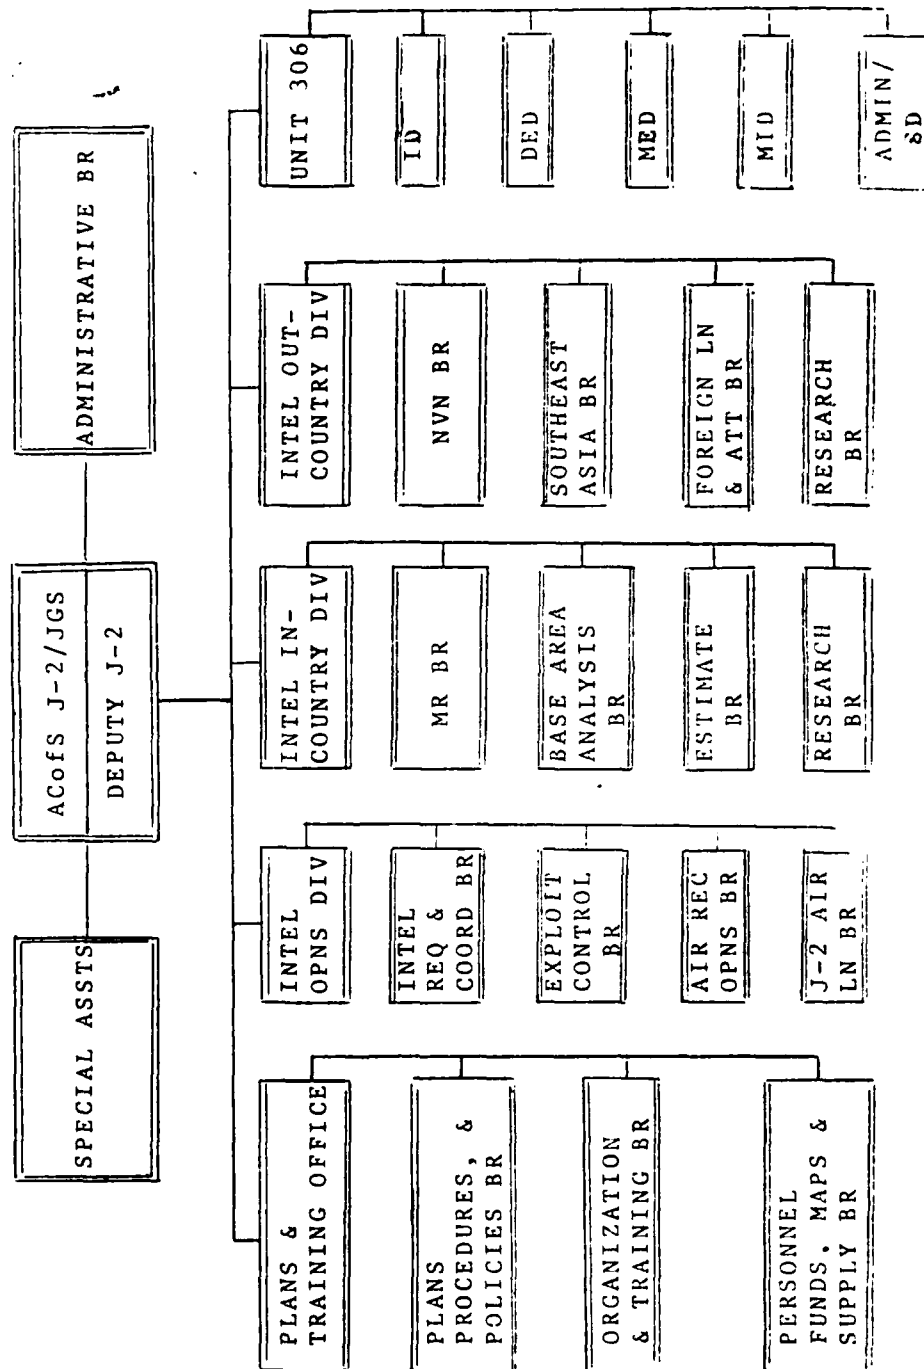 SPECIAL ASSTS
ACofS J-2/JGS
DEPUTY J-2
ADMINISTRATIVE BR
PLANS &
TRAINING OFFICE
PLANS
PROCEDURES, &
POLICIES BR
ORGANIZATION
& TRAINING BR
PERSONNEL
FUNDS, MAPS &
SUPPLY BR
INTEL
OPNS DIV
INTEL
REQ &
COORD BR
EXPLOIT
CONTROL
BR
AIR REC
OPNS BR
J-2 AIR
LN BR
INTEL IN-
COUNTRY DIV
MR BR
BASE AREA
ANALYSIS
BR
ESTIMATE
BR
RESEARCH
BR
INTEL OUT-
COUNTRY DIV
NVN BR
SOUTHEAST
ASIA BR
FOREIGN LN
& ATT BR
RESEARCH
BR
UNIT 306
ID
DED
MED
MID
ADMIN/
SD